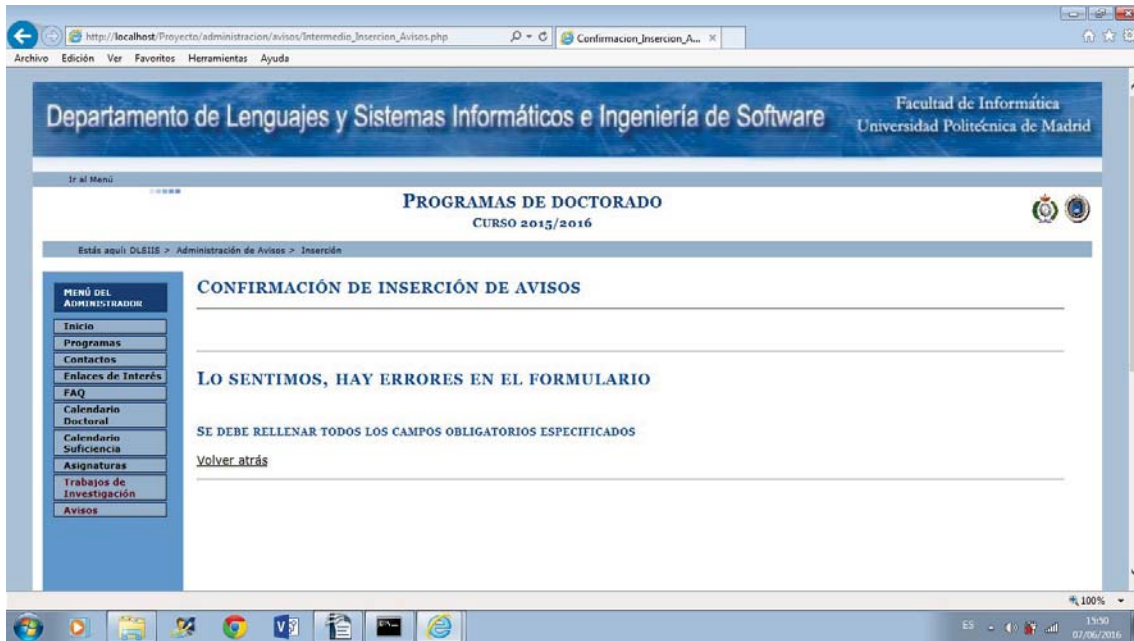 http://localhost/Proyecto/administracion/avisos/Intermedio_Insercion_Avisos.php
Confirmacion_Insercion_A...
Archivo Edición Ver Favoritos Herramientas Ayuda
Departamento de Lenguajes y Sistemas Informáticos e Ingeniería de Software
Facultad de Informática
Universidad Politécnica de Madrid
Ir al Menú
PROGRAMAS DE DOCTORADO
CURSO 2015/2016
Estás aquí: DLSIIS > Administración de Avisos > Inserción
MENÚ DEL
ADMINISTRADOR
Inicio
Programas
Contactos
Enlaces de Interés
FAQ
Calendario
Doctoral
Calendario
Suficiencia
Asignaturas
Trabajos de
Investigación
Avisos
CONFIRMACIÓN DE INSERCIÓN DE AVISOS
LO SENTIMOS, HAY ERRORES EN EL FORMULARIO
SE DEBE RELLENAR TODOS LOS CAMPOS OBLIGATORIOS ESPECIFICADOS
Volver atrás
100%
ES
15:50
07/06/2016